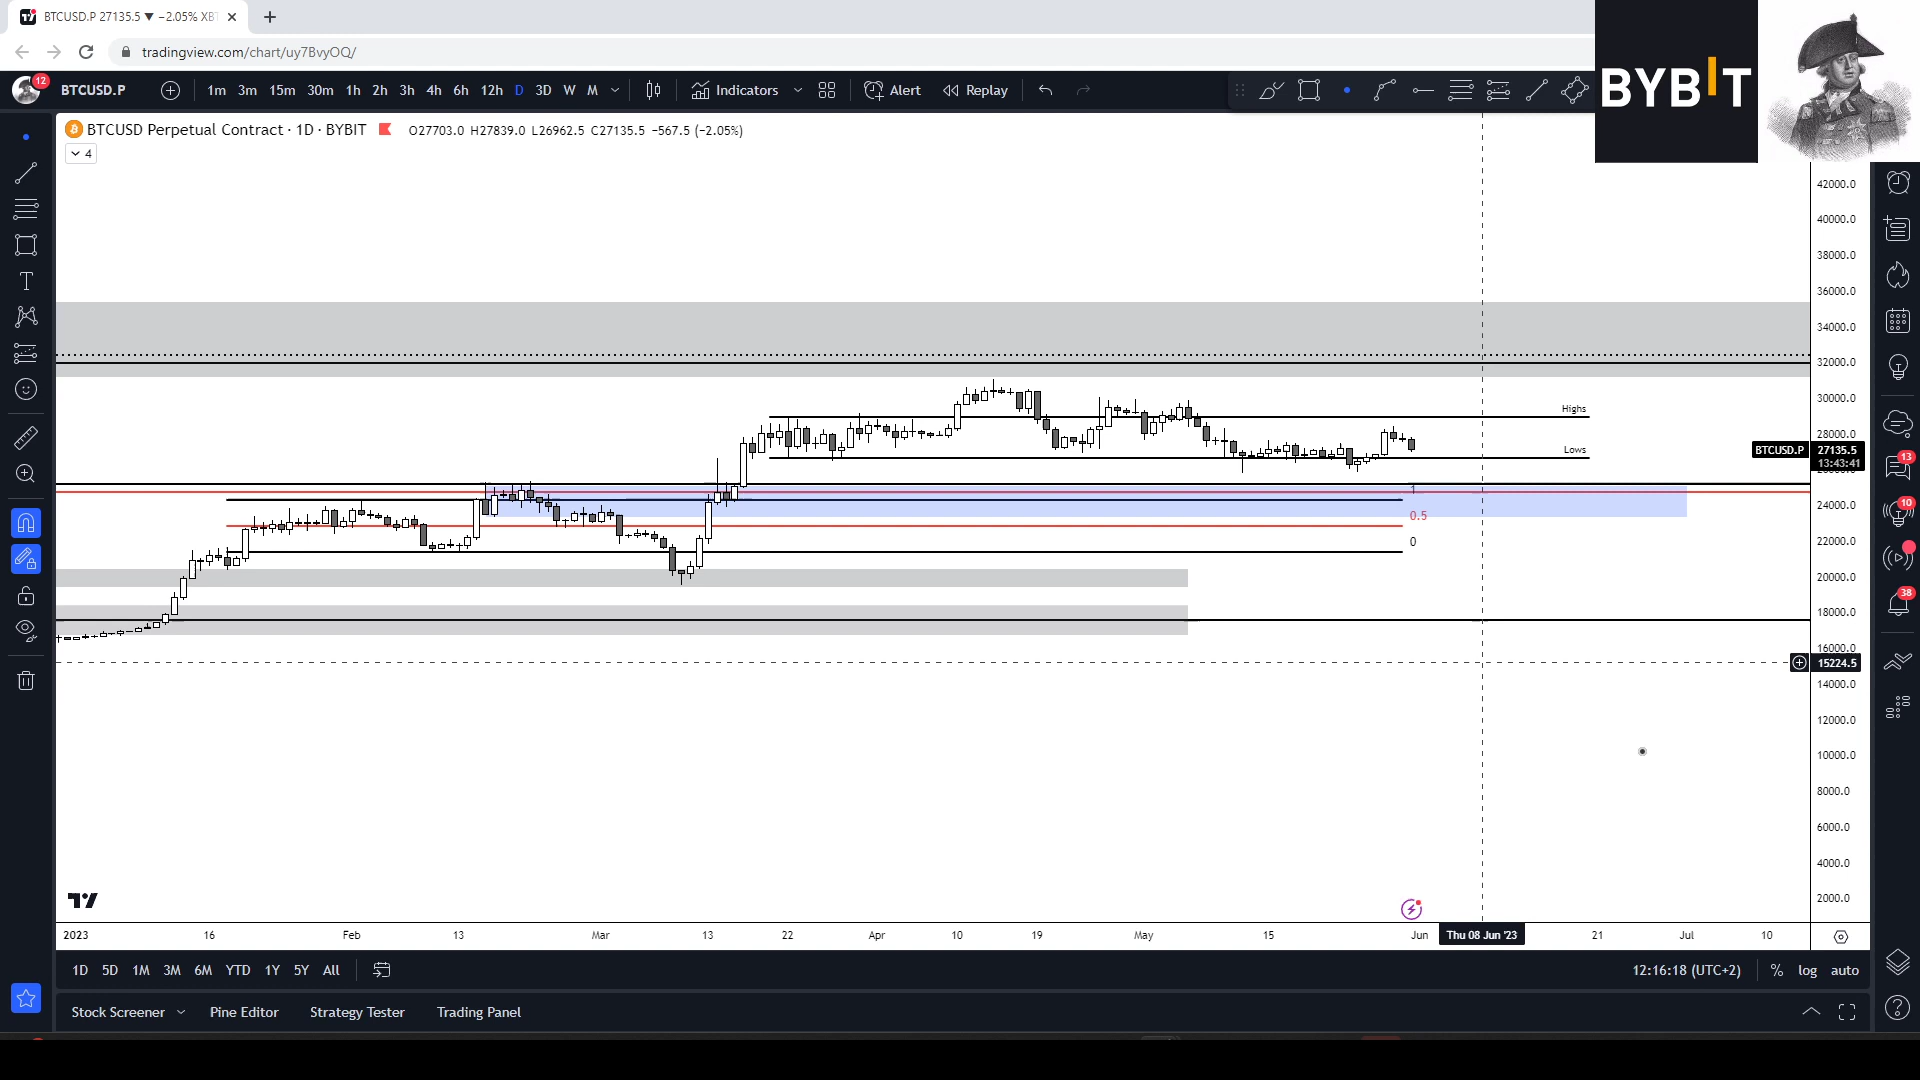 BTCUSD.P 27135.5 ▼ −2.05% XBT
tradingview.com/chart/uy7BvyOQ/
12 BTCUSD.P 1m 3m 15m 30m 1h 2h 3h 4h 6h 12h D 3D W M Indicators Alert Replay
BYBIT
BTCUSD Perpetual Contract · 1D · BYBIT O27703.0 H27839.0 L26962.5 C27135.5 −567.5 (−2.05%)
4
42000.0
40000.0
38000.0
36000.0
34000.0
32000.0
30000.0
Highs
28000.0
Lows
BTCUSD.P 27135.5
13:43:41
13
1
24000.0
10
0.5
0
22000.0
20000.0
38
18000.0
16000.0
15224.5
14000.0
12000.0
10000.0
8000.0
6000.0
4000.0
2000.0
2023 16 Feb 13 Mar 13 22 Apr 10 19 May 15 Jun Thu 08 Jun '23 21 Jul 10
1D 5D 1M 3M 6M YTD 1Y 5Y All 12:16:18 (UTC+2) % log auto
Stock Screener Pine Editor Strategy Tester Trading Panel